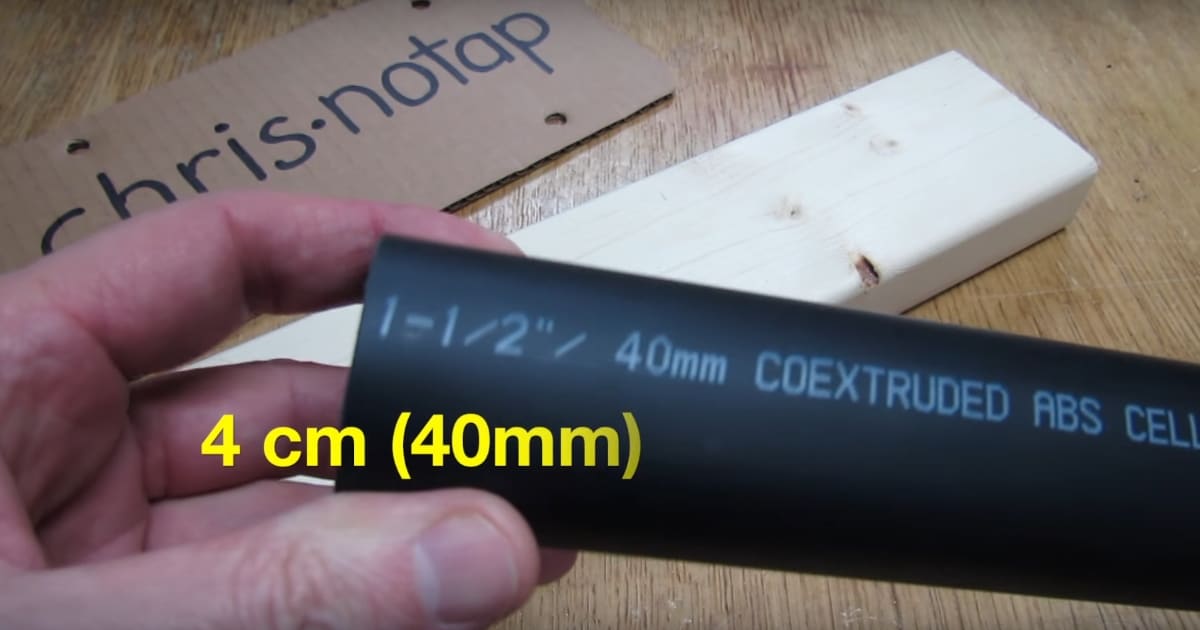 chris.notap
1-1/2"/ 40mm COEXTRUDED ABS CELL
4 cm (40mm)